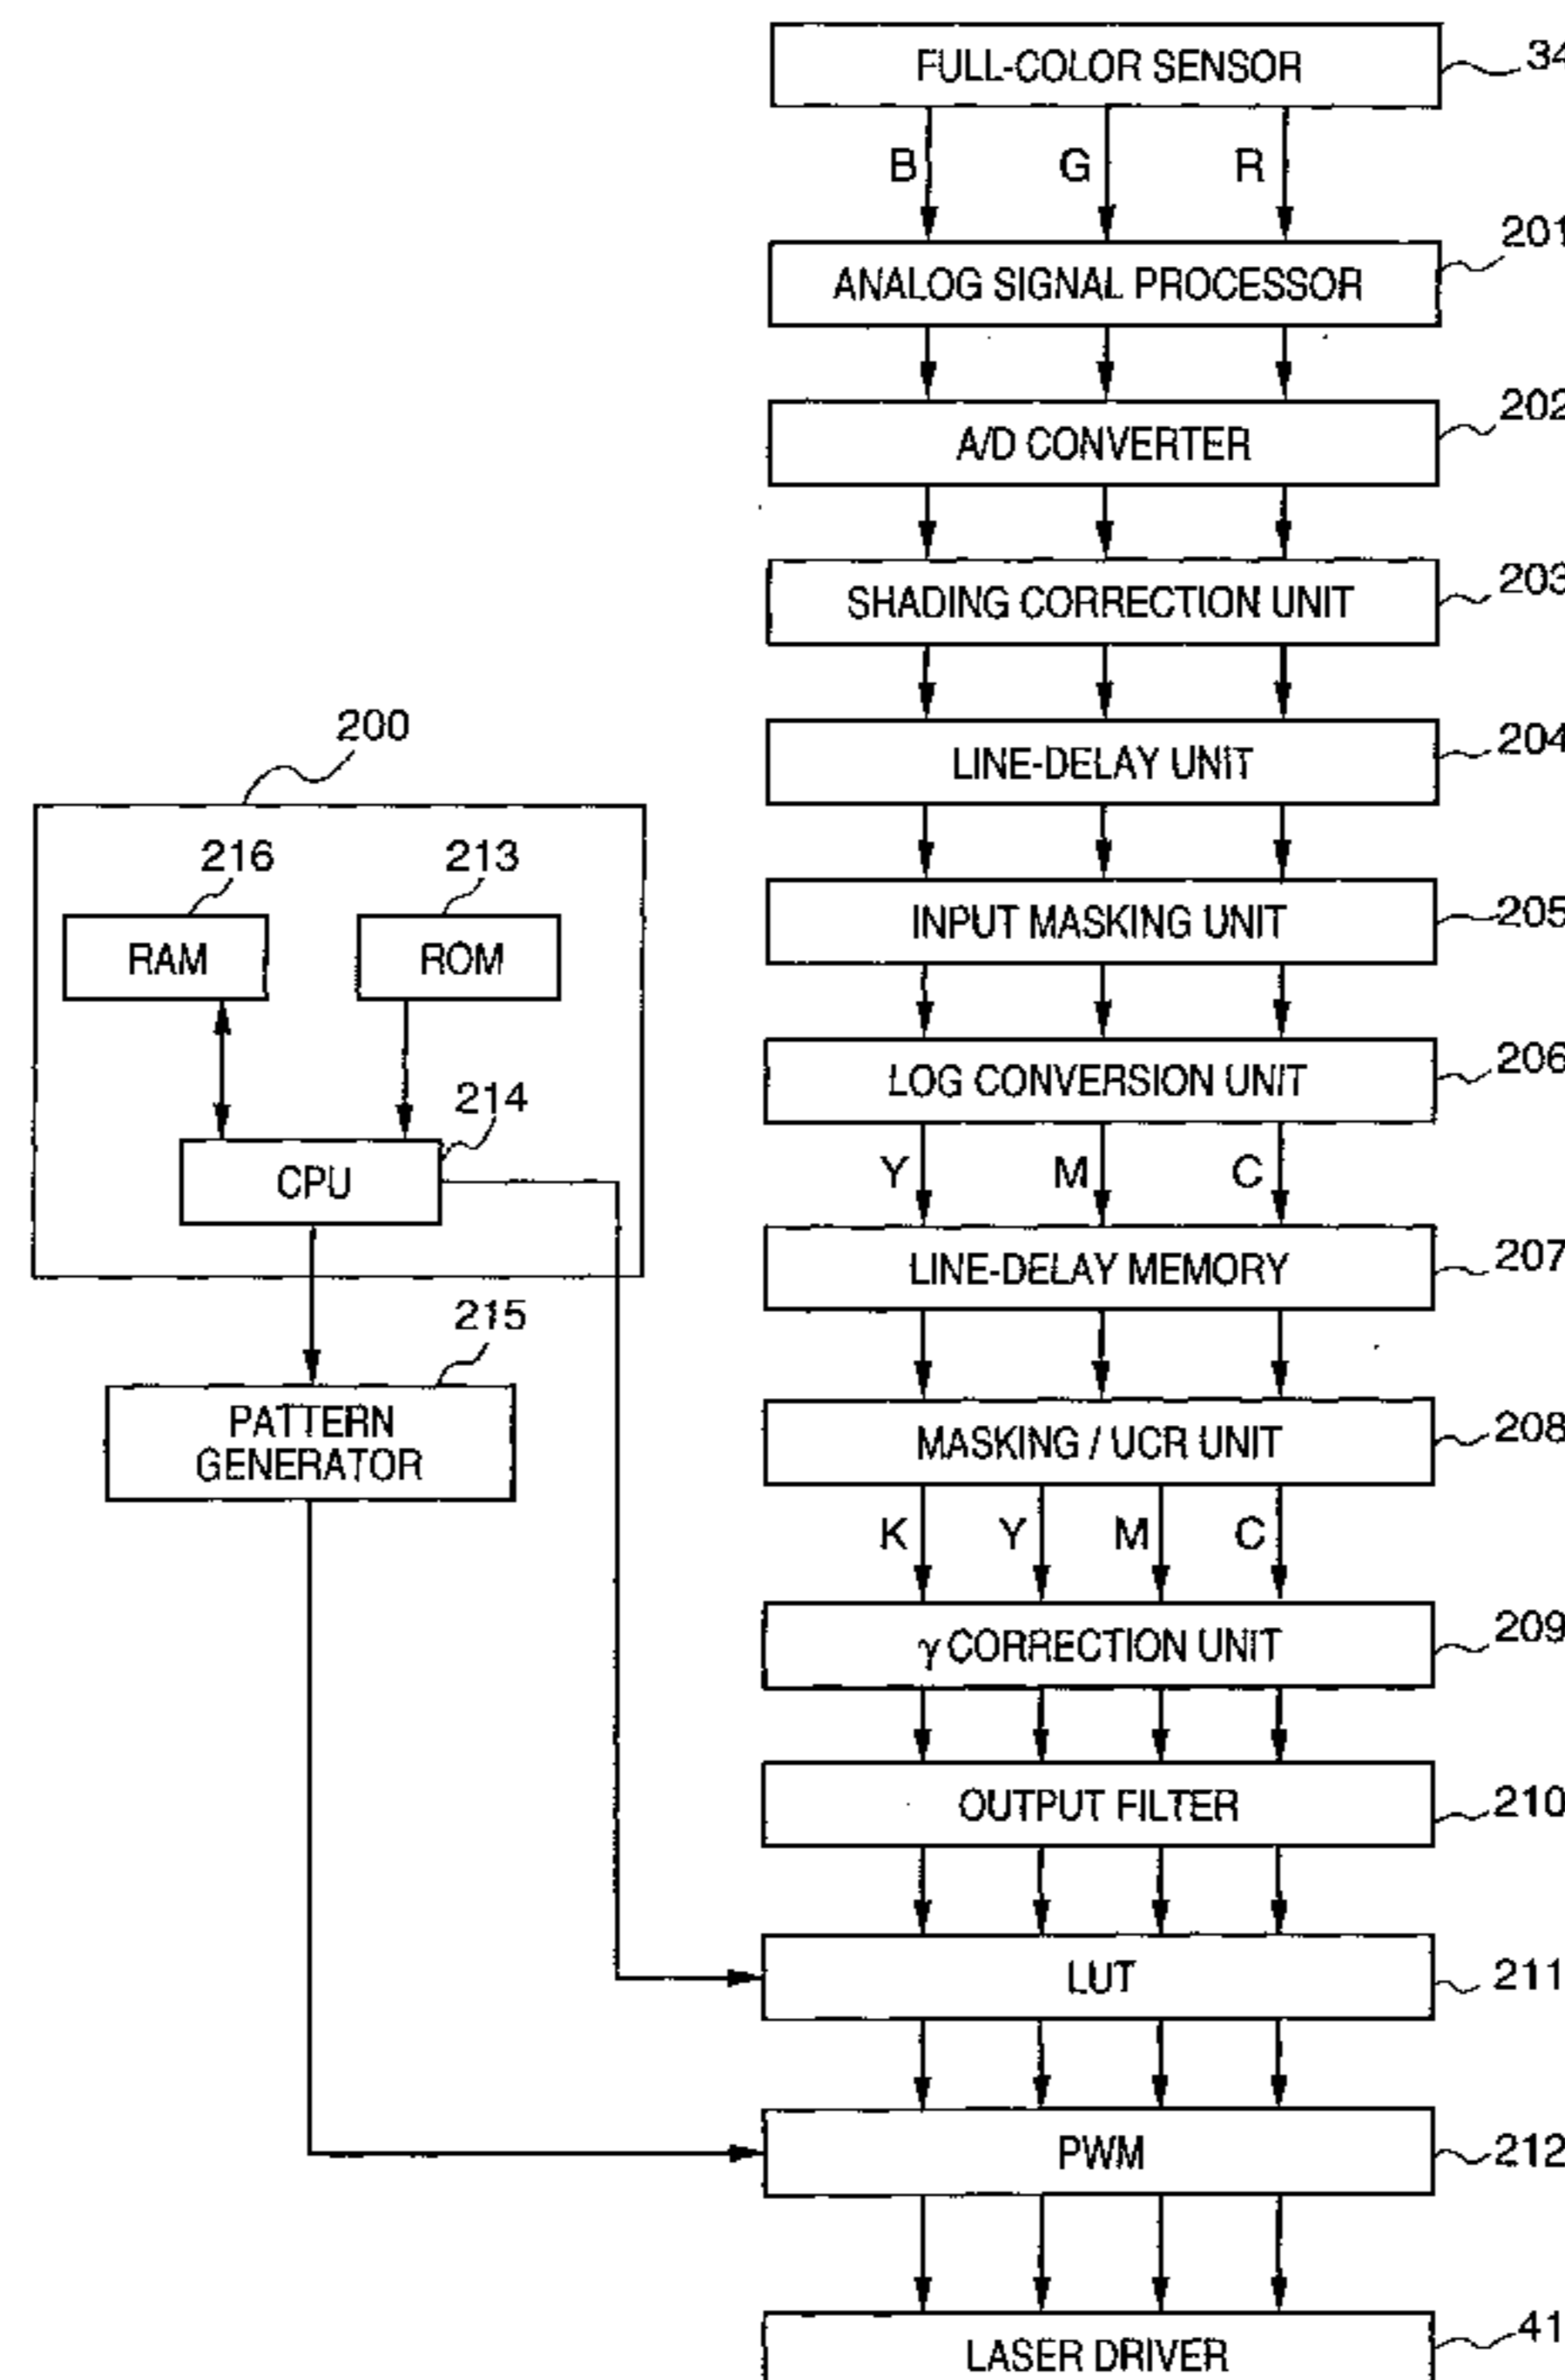 FULL-COLOR SENSOR
34
B G R
201
ANALOG SIGNAL PROCESSOR
202
A/D CONVERTER
203
SHADING CORRECTION UNIT
204
LINE-DELAY UNIT
205
INPUT MASKING UNIT
206
LOG CONVERSION UNIT
Y M C
207
LINE-DELAY MEMORY
208
MASKING / UCR UNIT
K Y M C
209
γ CORRECTION UNIT
210
OUTPUT FILTER
211
LUT
212
PWM
41
LASER DRIVER
200
216
213
RAM
ROM
214
CPU
215
PATTERN
GENERATOR